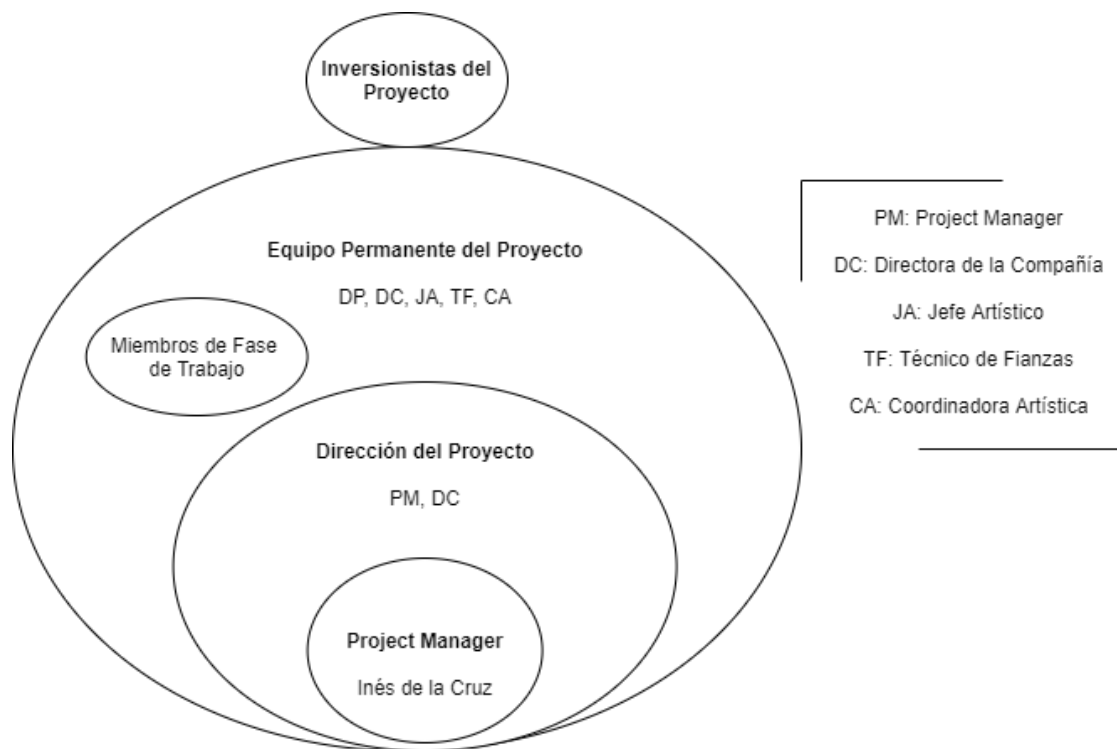 Inversionistas del
Proyecto
Equipo Permanente del Proyecto
DP, DC, JA, TF, CA
Miembros de Fase
de Trabajo
Dirección del Proyecto
PM, DC
Project Manager
Inés de la Cruz
PM: Project Manager
DC: Directora de la Compañía
JA: Jefe Artístico
TF: Técnico de Fianzas
CA: Coordinadora Artística